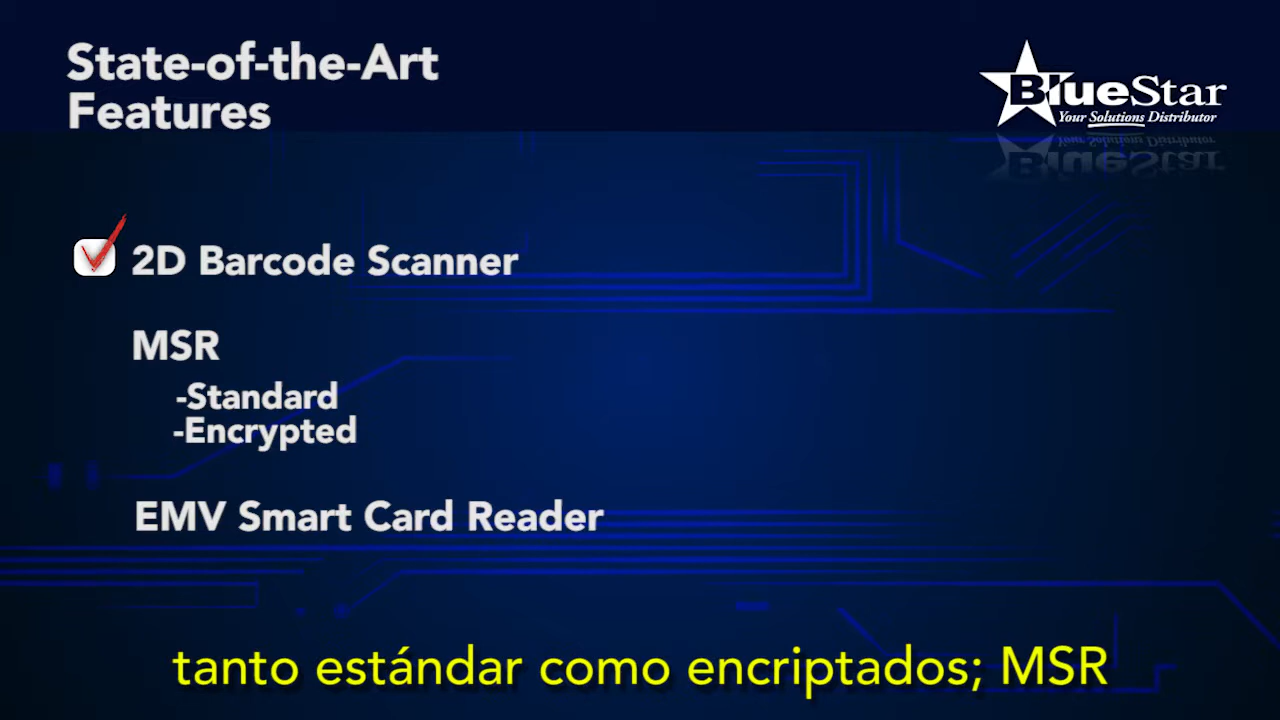 State-of-the-Art
Features
BlueStar
Your Solutions Distributor
2D Barcode Scanner
MSR
-Standard
-Encrypted
EMV Smart Card Reader
tanto estándar como encriptados; MSR